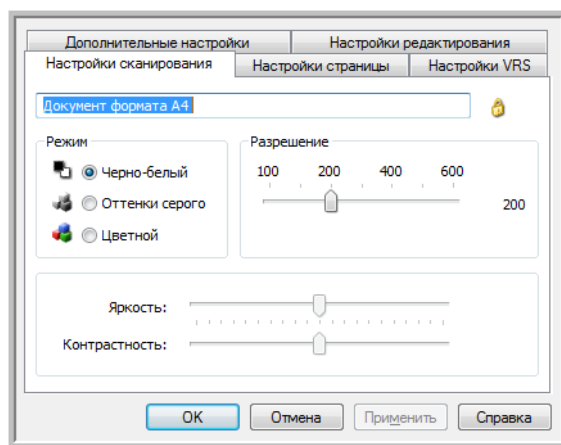 Дополнительные настройки Настройки редактирования
Настройки сканирования Настройки страницы Настройки VRS
Документ формата A4
Режим Разрешение
Черно-белый 100 200 400 600
Оттенки серого 200
Цветной
Яркость:
Контрастность:
OK Отмена Применить Справка